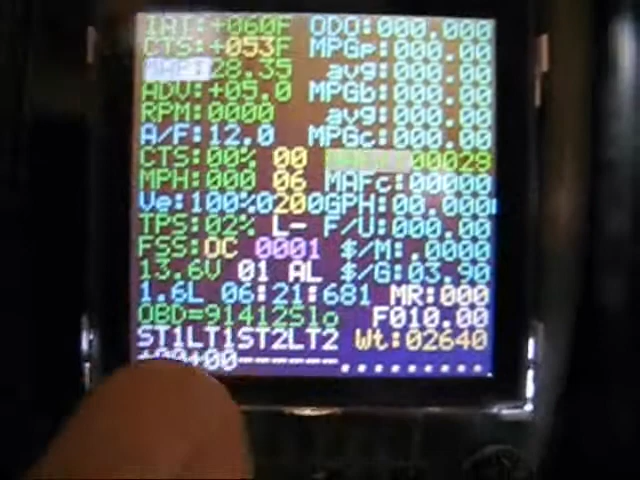 IAT:+060F ODO:000.000
CTS:+053F MPGr:000.00
28.35 avg:000.00
ADV:+05.0 MPGb:000.00
RPM:0000 avg:000.00
A/F:12.0 MPGc:000.00
CTS:00% 00 00029
MPH:000 06 MAFc:00000
Ve:100%0200GPH:00.000
TPS:02% L- F/U:000.00
FSS:OC 0001 $/M:.0000
13.6V 01 AL $/G:03.90
1.6L 06:21:681 MR:000
OBD=91412Slo F010.00
ST1LT1ST2LT2 Wt:02640
+00------